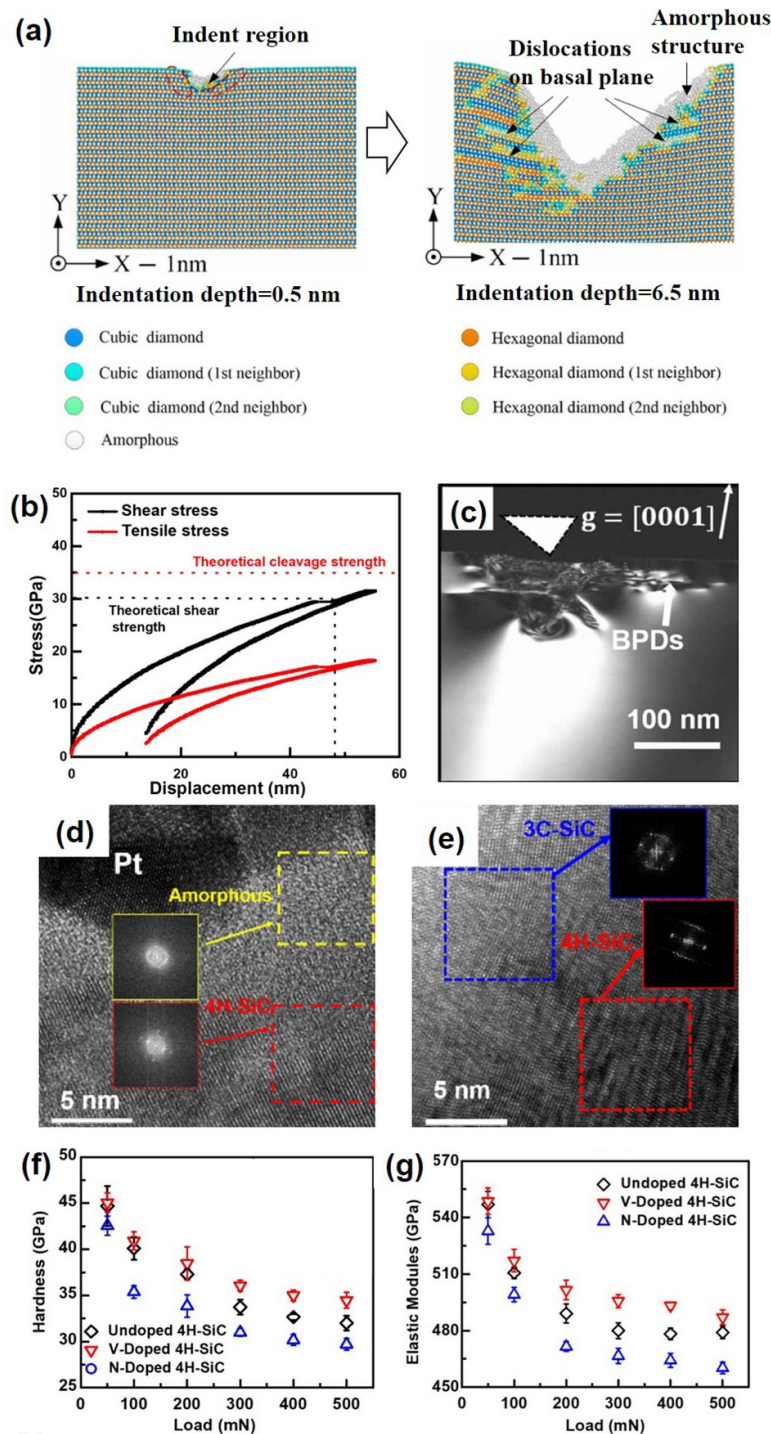 (a)
Indent region
Dislocations
on basal plane
Amorphous
structure
Y
X − 1nm
Y
X − 1nm
Indentation depth=0.5 nm
Indentation depth=6.5 nm
Cubic diamond
Hexagonal diamond
Cubic diamond (1st neighbor)
Hexagonal diamond (1st neighbor)
Cubic diamond (2nd neighbor)
Hexagonal diamond (2nd neighbor)
Amorphous
(b)
50
40
30
20
10
0
Stress(GPa)
Shear stress
Tensile stress
Theoretical cleavage strength
Theoretical shear
strength
0
20
40
60
Displacement (nm)
(c)
g = [0001]
BPDs
100 nm
(d)
Pt
Amorphous
4H-SiC
5 nm
(e)
3C-SiC
4H-SiC
5 nm
(f)
50
45
40
35
30
25
Hardness (GPa)
Undoped 4H-SiC
V-Doped 4H-SiC
N-Doped 4H-SiC
0 100 200 300 400 500
Load (mN)
(g)
570
540
510
480
450
Elastic Modules (GPa)
Undoped 4H-SiC
V-Doped 4H-SiC
N-Doped 4H-SiC
0 100 200 300 400 500
Load (mN)